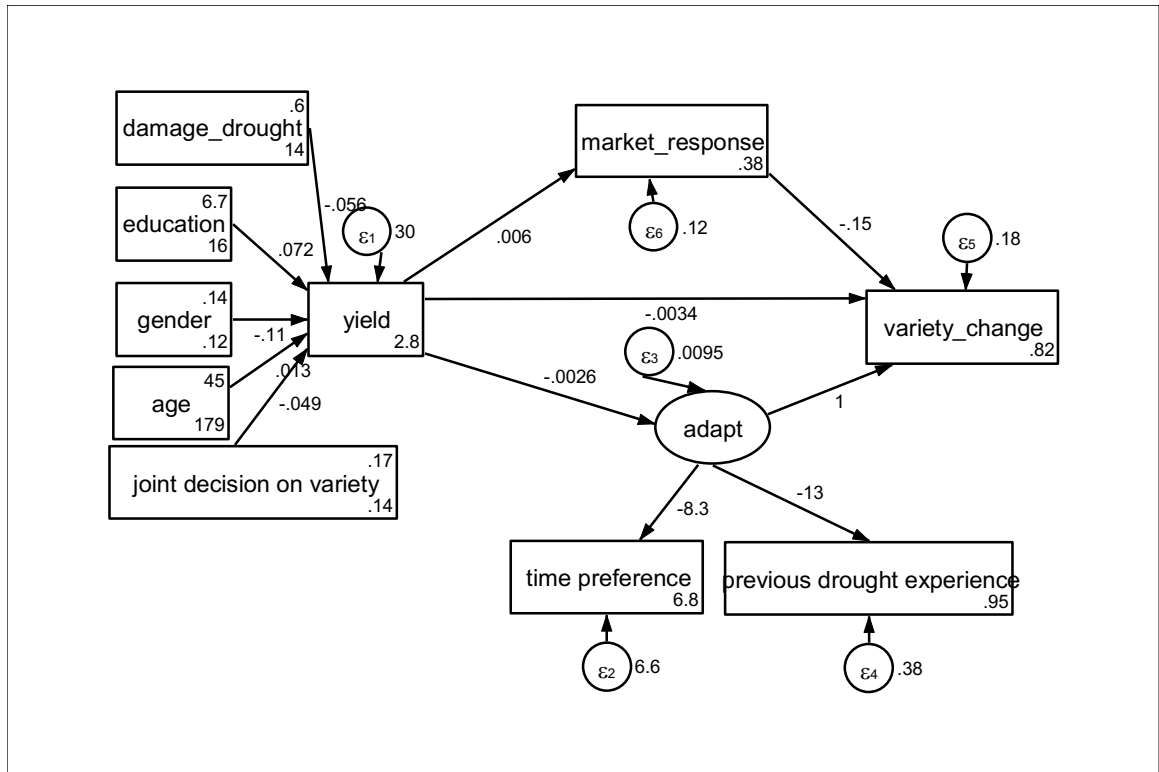 .6
damage_drought
14
6.7
education
16
.14
gender
.12
45
age
179
.17
joint decision on variety
.14
-.056
.072
-.11
.013
-.049
ε1
30
yield
2.8
market_response
.38
ε6
.12
.006
-.15
ε5
.18
variety_change
.82
-.0034
ε3
.0095
-.0026
adapt
1
-8.3
-13
time preference
6.8
previous drought experience
.95
ε2
6.6
ε4
.38